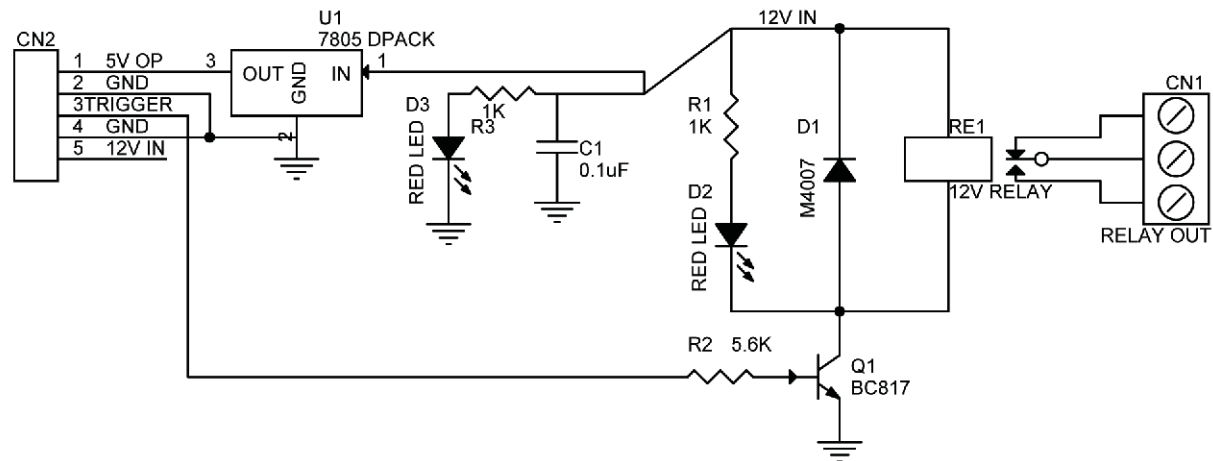 CN2
1 5V OP
2 GND
3TRIGGER
4 GND
5 12V IN
U1
7805 DPACK
3
OUT
GND
IN
1
2
D3
RED LED
1K
R3
C1
0.1uF
12V IN
R1
1K
D2
RED LED
D1
M4007
RE1
12V RELAY
CN1
RELAY OUT
R2 5.6K
Q1
BC817